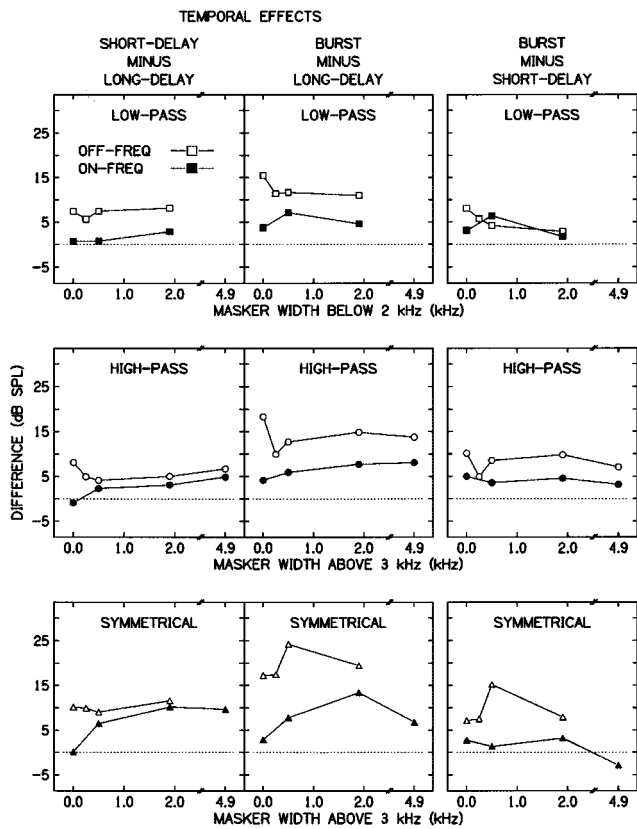 TEMPORAL EFFECTS
SHORT-DELAY MINUS LONG-DELAY
BURST MINUS LONG-DELAY
BURST MINUS SHORT-DELAY
LOW-PASS
LOW-PASS
LOW-PASS
OFF-FREQ
ON-FREQ
25
15
5
-5
0.0 1.0 2.0 4.9
0.0 1.0 2.0 4.9
0.0 1.0 2.0 4.9
MASKER WIDTH BELOW 2 kHz (kHz)
DIFFERENCE (dB SPL)
HIGH-PASS
HIGH-PASS
HIGH-PASS
25
15
5
-5
0.0 1.0 2.0 4.9
0.0 1.0 2.0 4.9
0.0 1.0 2.0 4.9
MASKER WIDTH ABOVE 3 kHz (kHz)
SYMMETRICAL
SYMMETRICAL
SYMMETRICAL
25
15
5
-5
0.0 1.0 2.0 4.9
0.0 1.0 2.0 4.9
0.0 1.0 2.0 4.9
MASKER WIDTH ABOVE 3 kHz (kHz)